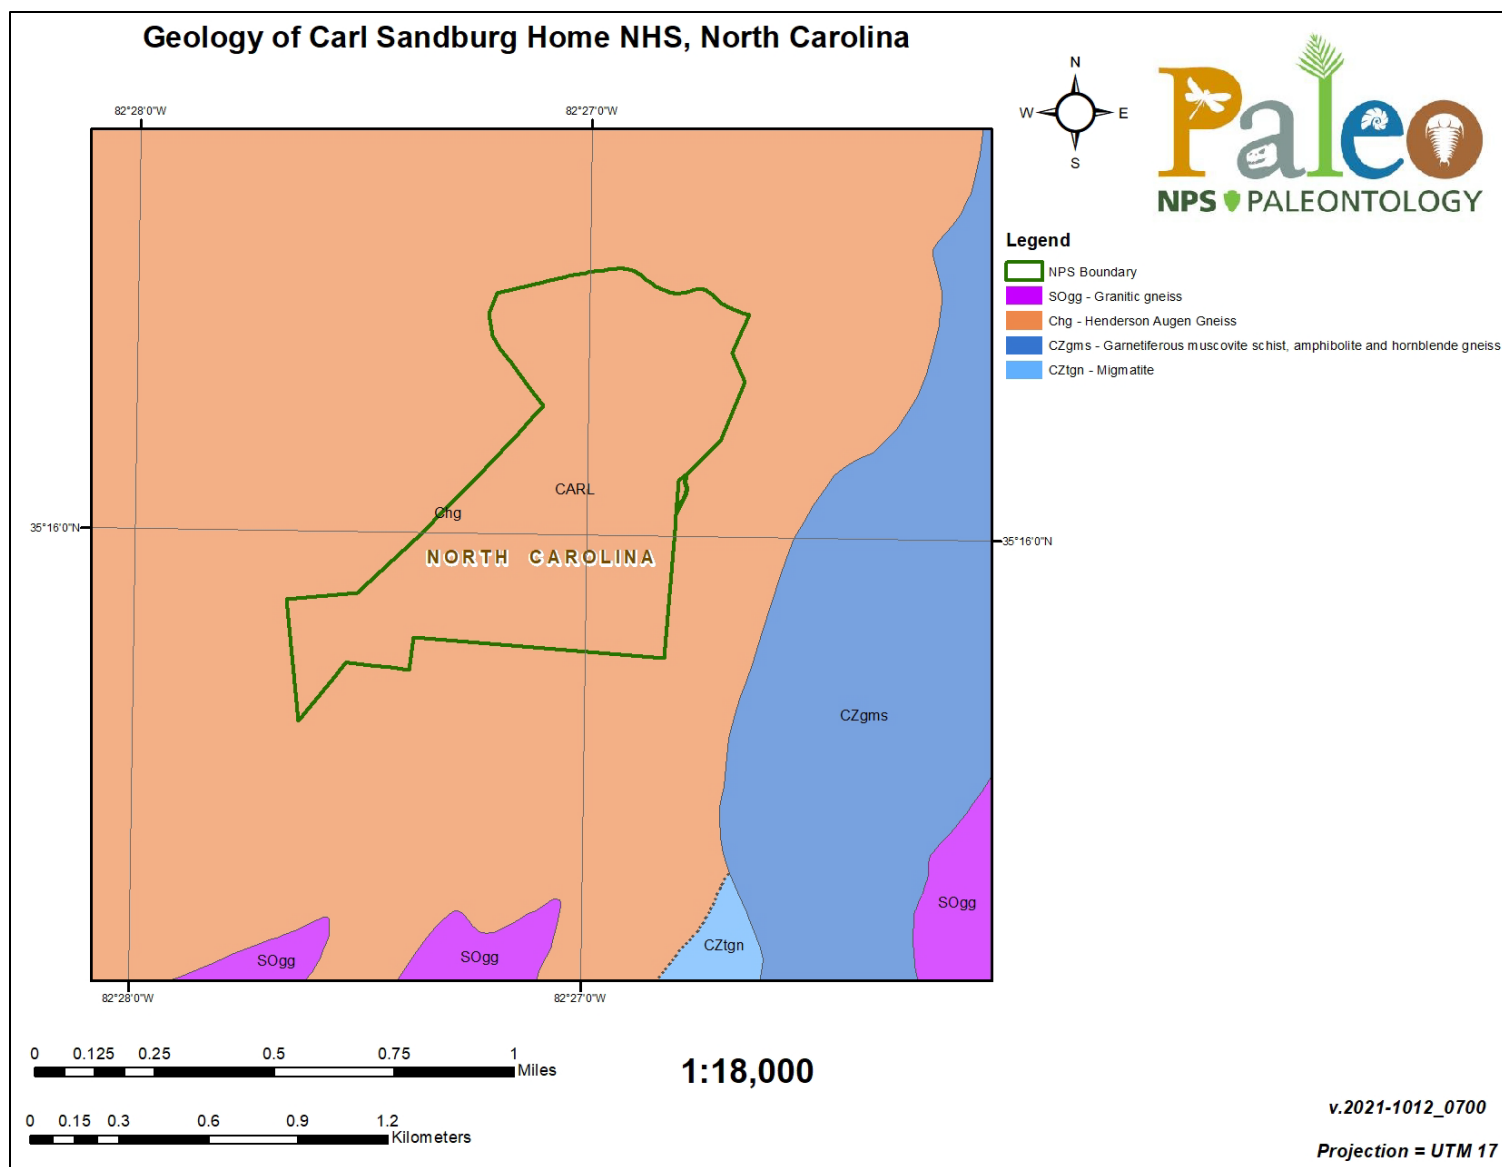 Geology of Carl Sandburg Home NHS, North Carolina
N
W E
S
Paleo
NPS PALEONTOLOGY
82°28'0"W 82°27'0"W
Legend
NPS Boundary
SOgg - Granitic gneiss
Chg - Henderson Augen Gneiss
CZgms - Garnetiferous muscovite schist, amphibolite and hornblende gneiss
CZtgn - Migmatite
CARL
Chg
35°16'0"N 35°16'0"N
NORTH CAROLINA
CZgms
SOgg
CZtgn
SOgg SOgg
82°28'0"W 82°27'0"W
0 0.125 0.25 0.5 0.75 1
Miles
1:18,000
0 0.15 0.3 0.6 0.9 1.2
Kilometers
v.2021-1012_0700
Projection = UTM 17